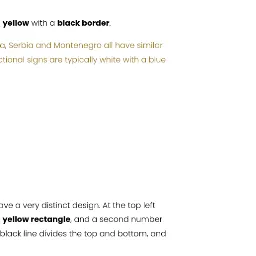 yellow with a black border.
a, Serbia and Montenegro all have similar
ctional signs are typically white with a blue
ave a very distinct design. At the top left
yellow rectangle, and a second number
black line divides the top and bottom, and